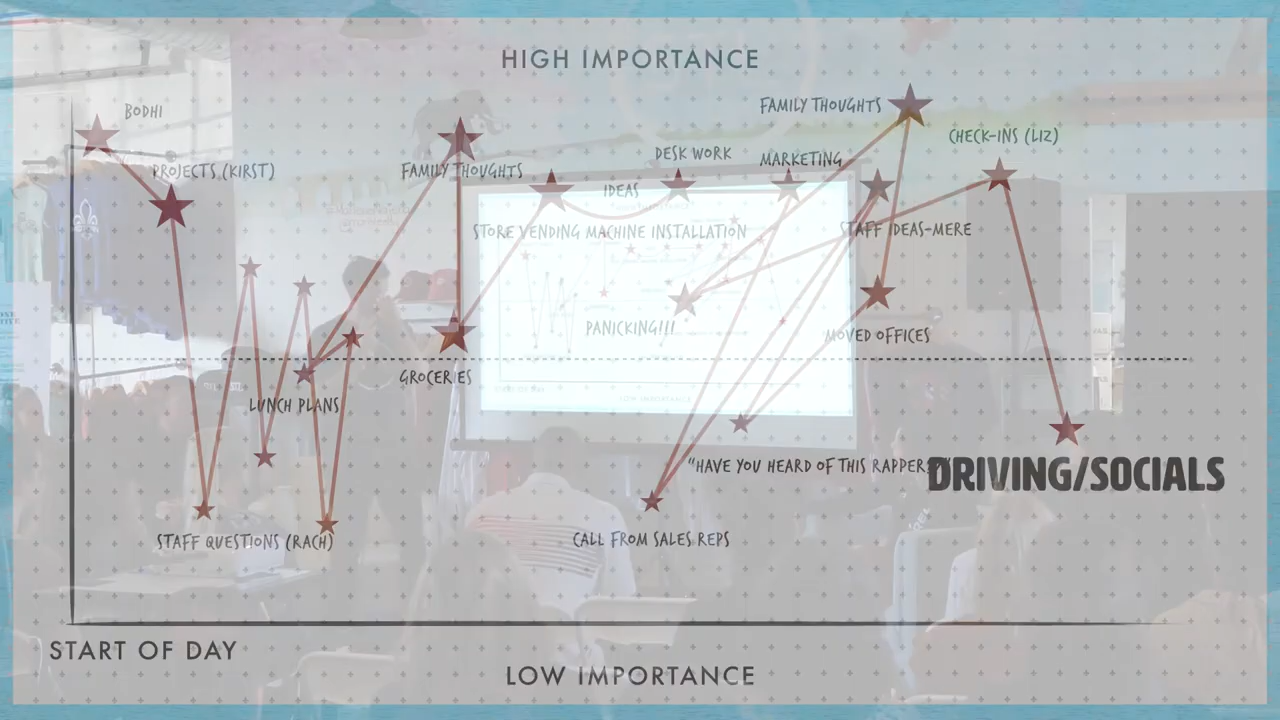 HIGH IMPORTANCE
BODHI
FAMILY THOUGHTS
CHECK-INS (LIZ)
DESK WORK
MARKETING
PROJECTS (KIRST)
FAMILY THOUGHTS
IDEAS
STORE VENDING MACHINE INSTALLATION
STAFF IDEAS-MERE
PANICKING!!!
MOVED OFFICES
GROCERIES
LUNCH PLANS
"HAVE YOU HEARD OF THIS RAPPER
DRIVING/SOCIALS
STAFF QUESTIONS (RACH)
CALL FROM SALES REPS
START OF DAY
LOW IMPORTANCE